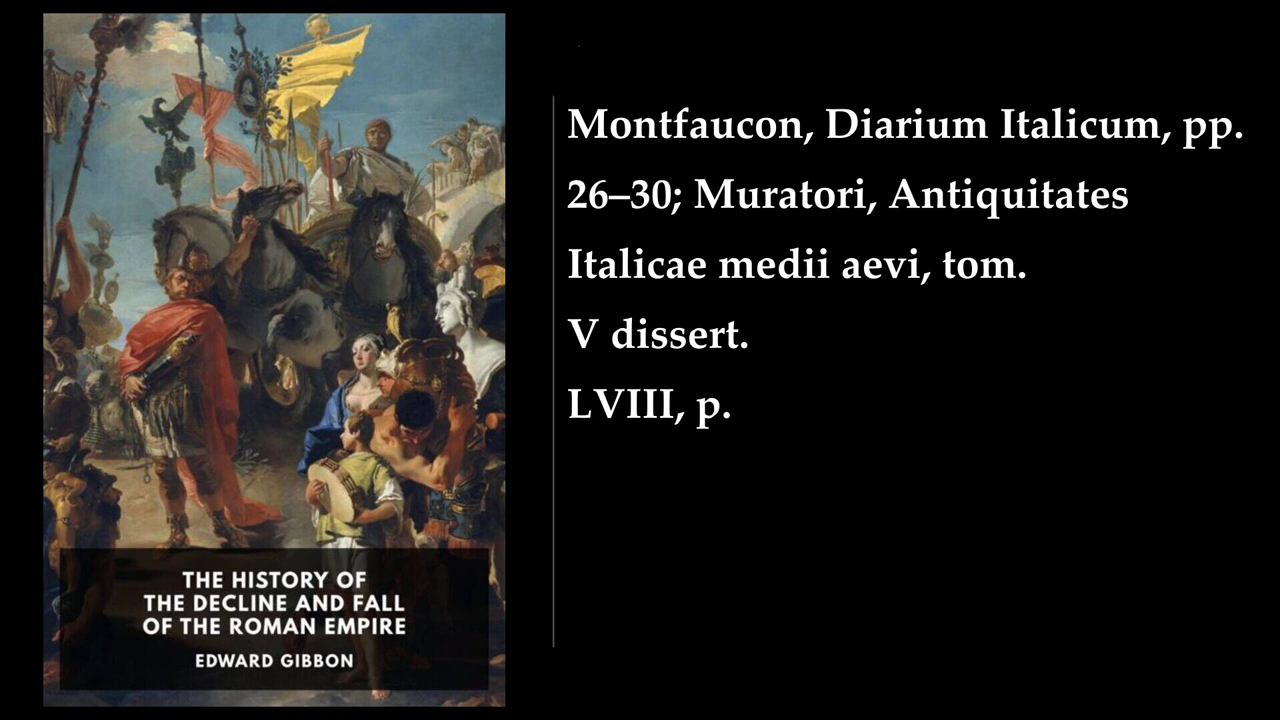 THE HISTORY OF
THE DECLINE AND FALL
OF THE ROMAN EMPIRE
EDWARD GIBBON
Montfaucon, Diarium Italicum, pp.
26–30; Muratori, Antiquitates
Italicae medii aevi, tom.
V dissert.
LVIII, p.